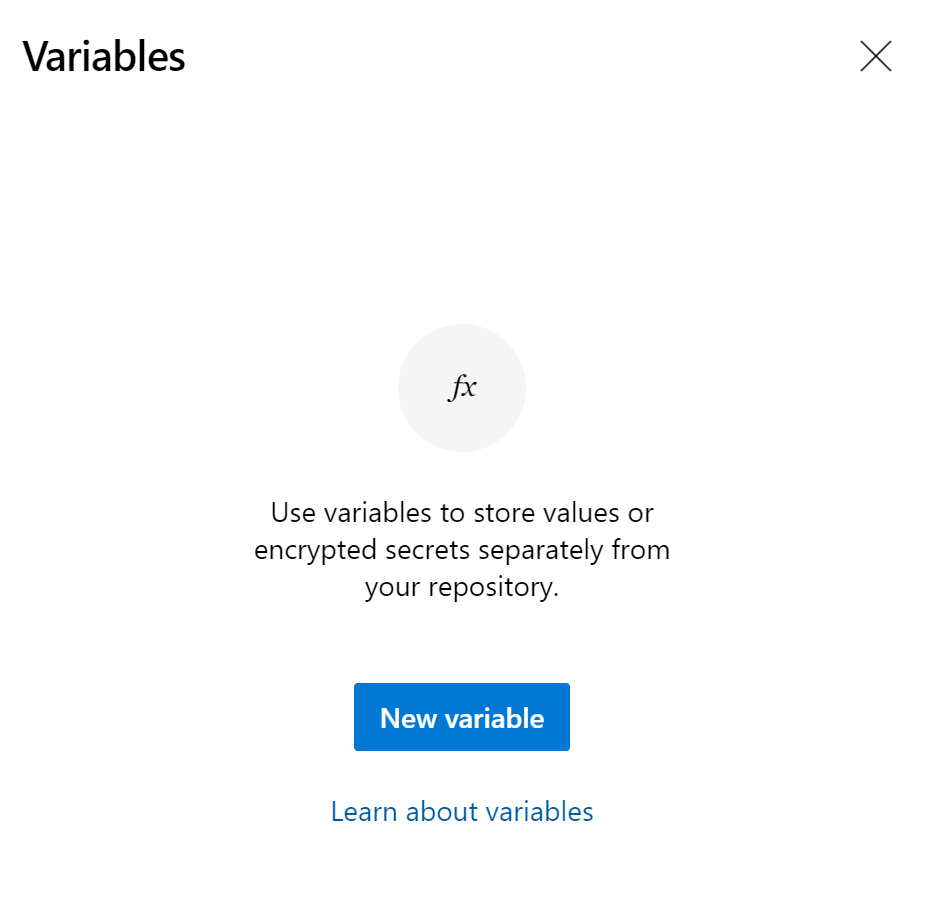 Variables
fx
Use variables to store values or
encrypted secrets separately from
your repository.
New variable
Learn about variables